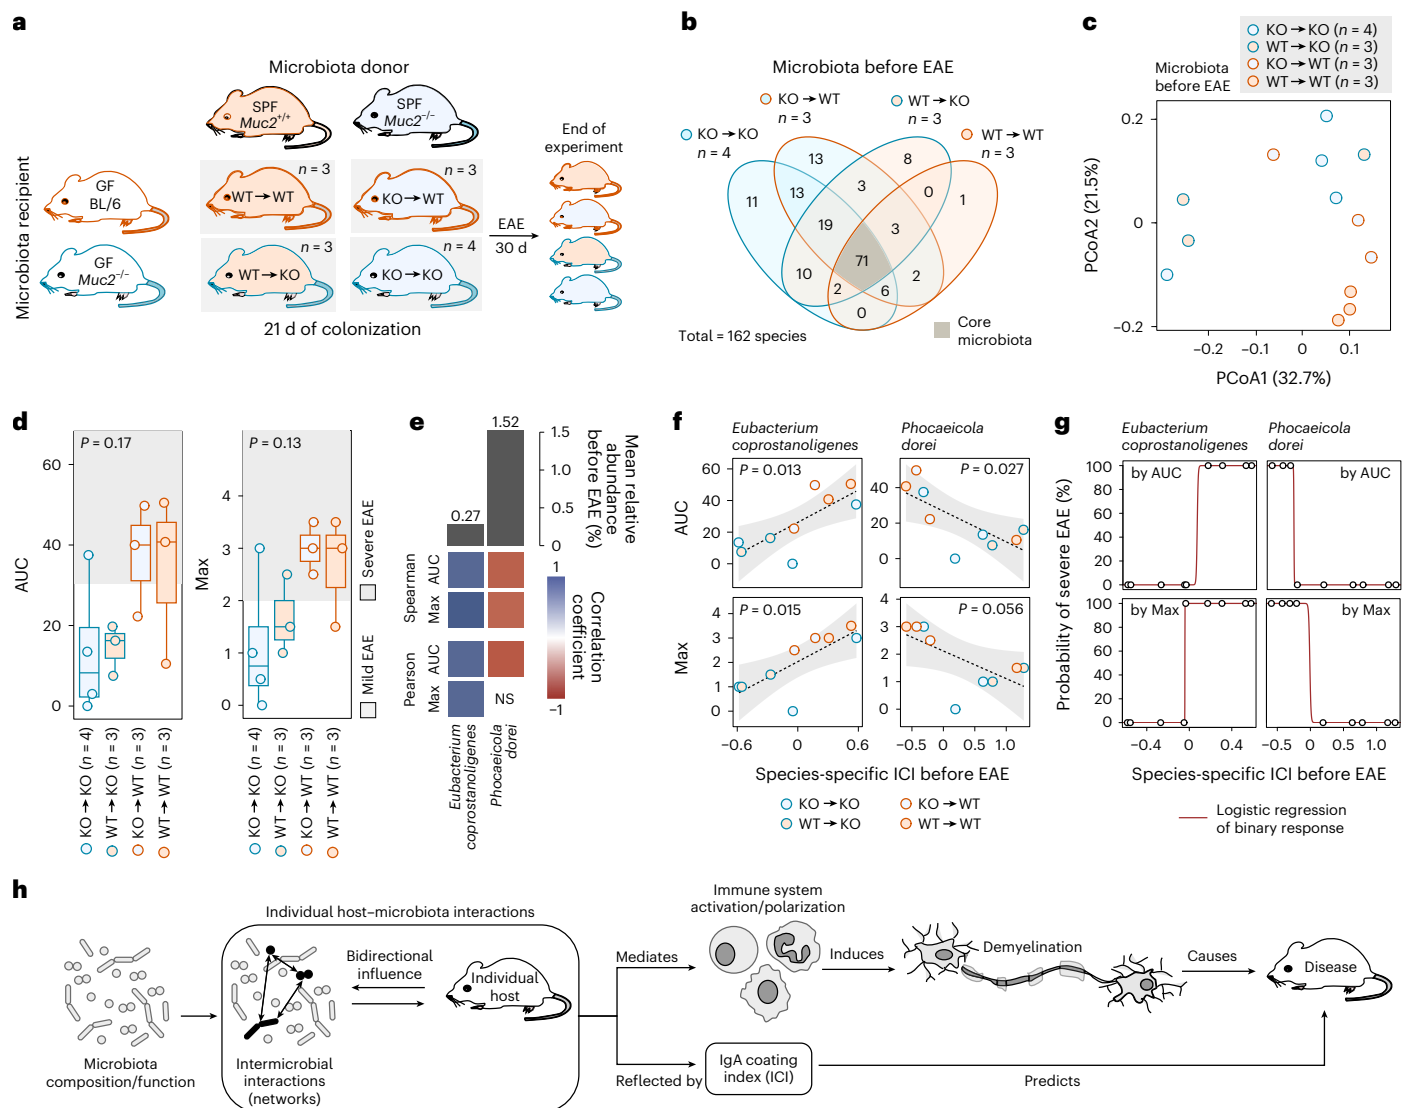 a
Microbiota donor
SPF
Muc2+/+
SPF
Muc2−/−
Microbiota recipient
GF
BL/6
GF
Muc2−/−
n = 3
WT→WT
n = 3
KO→WT
n = 3
WT→KO
n = 4
KO→KO
21 d of colonization
EAE
30 d
End of
experiment
b
Microbiota before EAE
KO→WT
n = 3
WT→KO
n = 3
KO→KO
n = 4
WT→WT
n = 3
13
8
11
13
3
0
1
19
3
71
10
2
6
2
0
Total = 162 species
Core
microbiota
c
KO→KO (n = 4)
WT→KO (n = 3)
KO→WT (n = 3)
WT→WT (n = 3)
Microbiota
before EAE
PCoA2 (21.5%)
0.2
0
−0.2
−0.2
−0.1
0
0.1
PCoA1 (32.7%)
d
P = 0.17
AUC
60
40
20
0
KO→KO (n = 4)
WT→KO (n = 3)
KO→WT (n = 3)
WT→WT (n = 3)
P = 0.13
Max
4
3
2
1
0
KO→KO (n = 4)
WT→KO (n = 3)
KO→WT (n = 3)
WT→WT (n = 3)
Mild EAE
Severe EAE
e
1.52
0.27
1.5
1.0
0.5
0
Mean relative
abundance
before EAE (%)
Spearman
AUC
Max
Pearson
AUC
Max
NS
1
−1
Correlation
coefficient
Eubacterium
coprostanoligenes
Phocaeicola
dorei
f
Eubacterium
coprostanoligenes
Phocaeicola
dorei
AUC
60
40
20
0
P = 0.013
40
20
0
P = 0.027
Max
4
3
2
1
0
P = 0.015
4
3
2
1
0
P = 0.056
−0.6
0
0.6
−0.5
0
0.5
1.0
Species-specific ICI before EAE
KO→KO
KO→WT
WT→KO
WT→WT
g
Eubacterium
coprostanoligenes
Phocaeicola
dorei
Probability of severe EAE (%)
100
80
60
40
20
0
by AUC
by AUC
100
80
60
40
20
0
by Max
by Max
−0.4
0
0.4
−0.5
0
0.5
1.0
Species-specific ICI before EAE
Logistic regression
of binary response
h
Microbiota
composition/function
Individual host–microbiota interactions
Intermicrobial
interactions
(networks)
Bidirectional
influence
Individual
host
Mediates
Immune system
activation/polarization
Induces
Demyelination
Causes
Disease
Reflected by
IgA coating
index (ICI)
Predicts